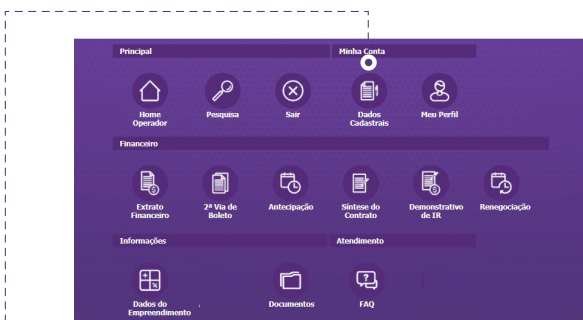 Principal
Minha Conta
Home
Operador
Pesquisa
Sair
Dados
Cadastrais
Meu Perfil
Financeiro
Extrato
Financeiro
2ª Via de
Boleto
Antecipação
Síntese do
Contrato
Demonstrativo
de IR
Renegociação
Informações
Atendimento
Dados do
Empreendimento
Documentos
FAQ